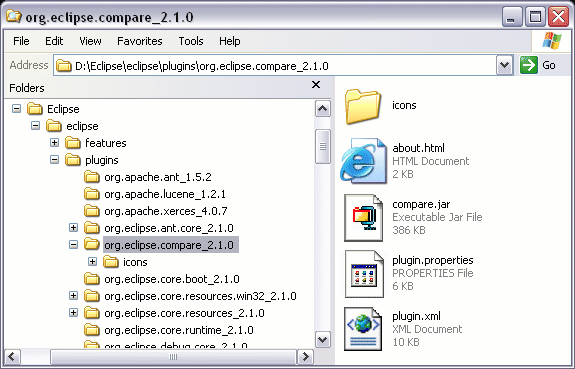 org.eclipse.compare_2.1.0
File Edit View Favorites Tools Help
Address D:\Eclipse\eclipse\plugins\org.eclipse.compare_2.1.0 Go
Folders
Eclipse
eclipse
features
plugins
org.apache.ant_1.5.2
org.apache.lucene_1.2.1
org.apache.xerces_4.0.7
org.eclipse.ant.core_2.1.0
org.eclipse.compare_2.1.0
icons
org.eclipse.core.boot_2.1.0
org.eclipse.core.resources.win32_2.1.0
org.eclipse.core.resources_2.1.0
org.eclipse.core.runtime_2.1.0
org.eclipse.debug.core_2.1.0
icons
about.html
HTML Document
2 KB
compare.jar
Executable Jar File
386 KB
plugin.properties
PROPERTIES File
6 KB
plugin.xml
XML Document
10 KB